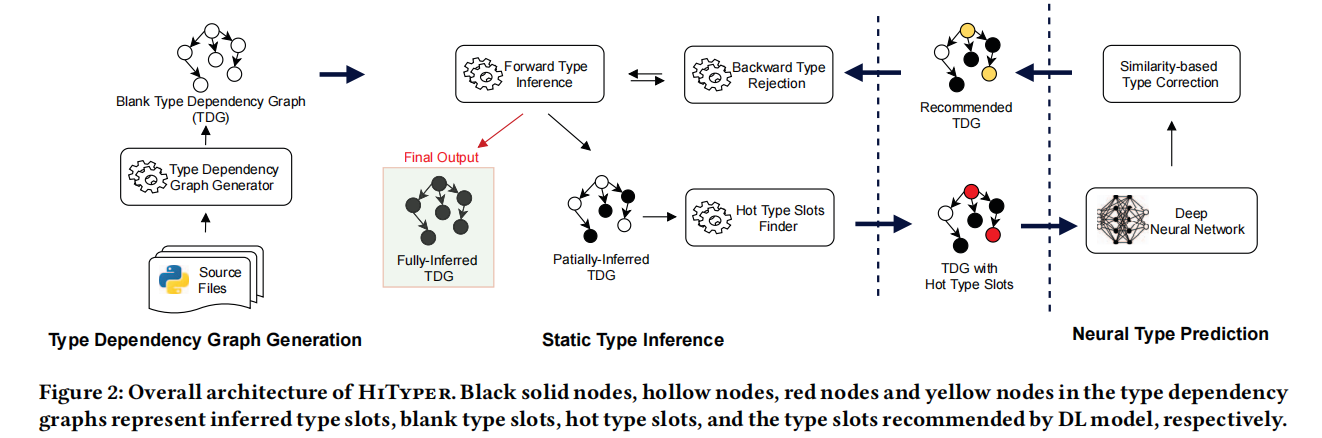 Blank Type Dependency Graph
(TDG)
Type Dependency
Graph Generator
Source
Files
Type Dependency Graph Generation
Forward Type
Inference
Backward Type
Rejection
Final Output
Fully-Inferred
TDG
Patially-Inferred
TDG
Hot Type Slots
Finder
Static Type Inference
Recommended
TDG
TDG with
Hot Type Slots
Similarity-based
Type Correction
Deep
Neural Network
Neural Type Prediction
Figure 2: Overall architecture of HiTyper. Black solid nodes, hollow nodes, red nodes and yellow nodes in the type dependency
graphs represent inferred type slots, blank type slots, hot type slots, and the type slots recommended by DL model, respectively.